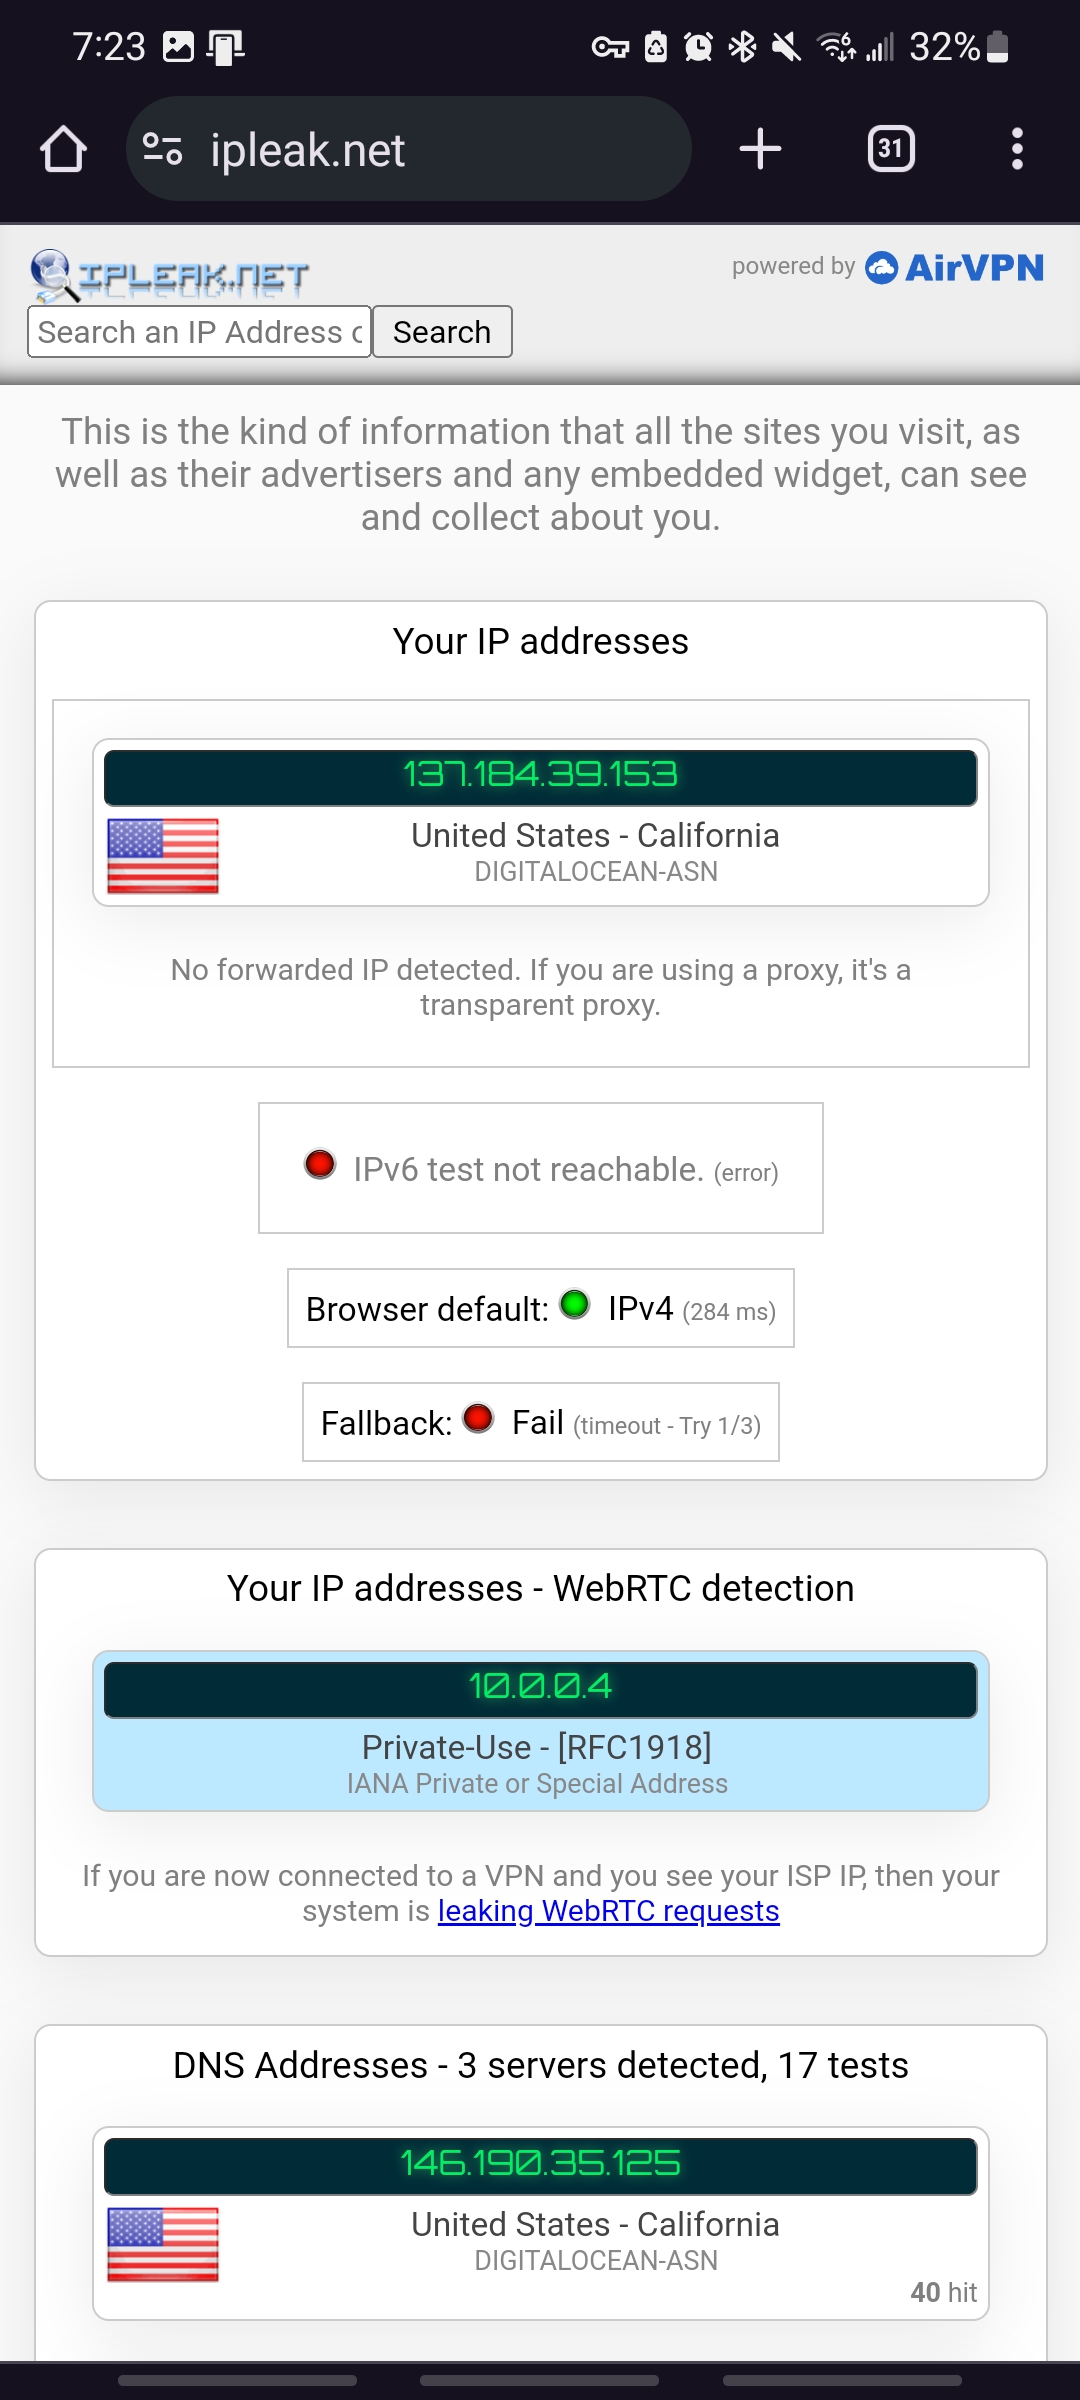 7:23
32%
ipleak.net
31
IPLEAK.NET
powered by AirVPN
Search an IP Address o
Search
This is the kind of information that all the sites you visit, as
well as their advertisers and any embedded widget, can see
and collect about you.
Your IP addresses
137.184.39.153
United States - California
DIGITALOCEAN-ASN
No forwarded IP detected. If you are using a proxy, it's a
transparent proxy.
IPv6 test not reachable. (error)
Browser default: IPv4 (284 ms)
Fallback: Fail (timeout - Try 1/3)
Your IP addresses - WebRTC detection
10.0.0.4
Private-Use - [RFC1918]
IANA Private or Special Address
If you are now connected to a VPN and you see your ISP IP, then your
system is leaking WebRTC requests
DNS Addresses - 3 servers detected, 17 tests
146.190.35.125
United States - California
DIGITALOCEAN-ASN
40 hit